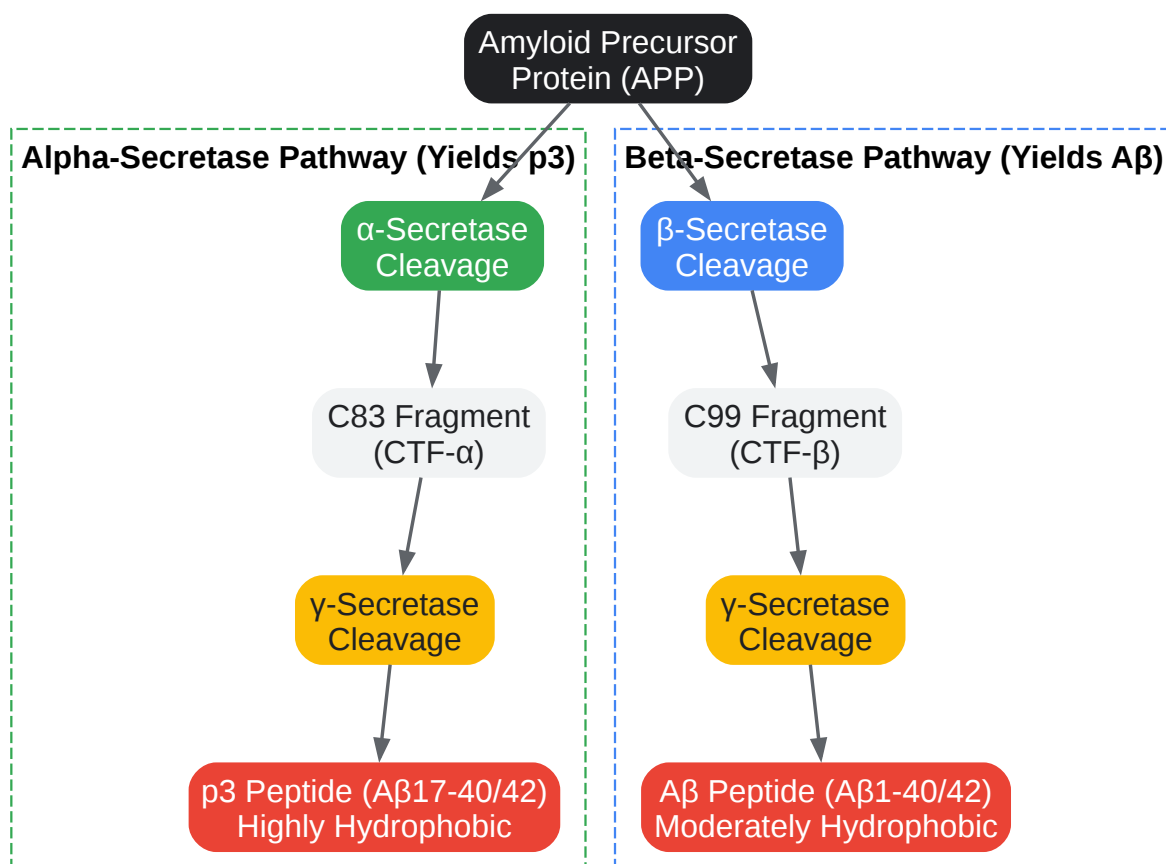 Amyloid Precursor
Protein (APP)
Alpha-Secretase Pathway (Yields p3)
Beta-Secretase Pathway (Yields Aβ)
α-Secretase
Cleavage
β-Secretase
Cleavage
C83 Fragment
(CTF-α)
C99 Fragment
(CTF-β)
γ-Secretase
Cleavage
γ-Secretase
Cleavage
p3 Peptide (Aβ17-40/42)
Highly Hydrophobic
Aβ Peptide (Aβ1-40/42)
Moderately Hydrophobic